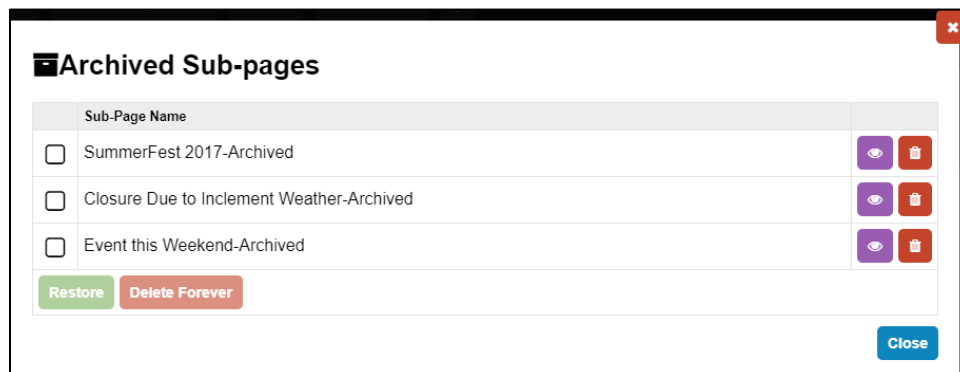 Archived Sub-pages
Sub-Page Name
SummerFest 2017-Archived
Closure Due to Inclement Weather-Archived
Event this Weekend-Archived
Restore Delete Forever
Close